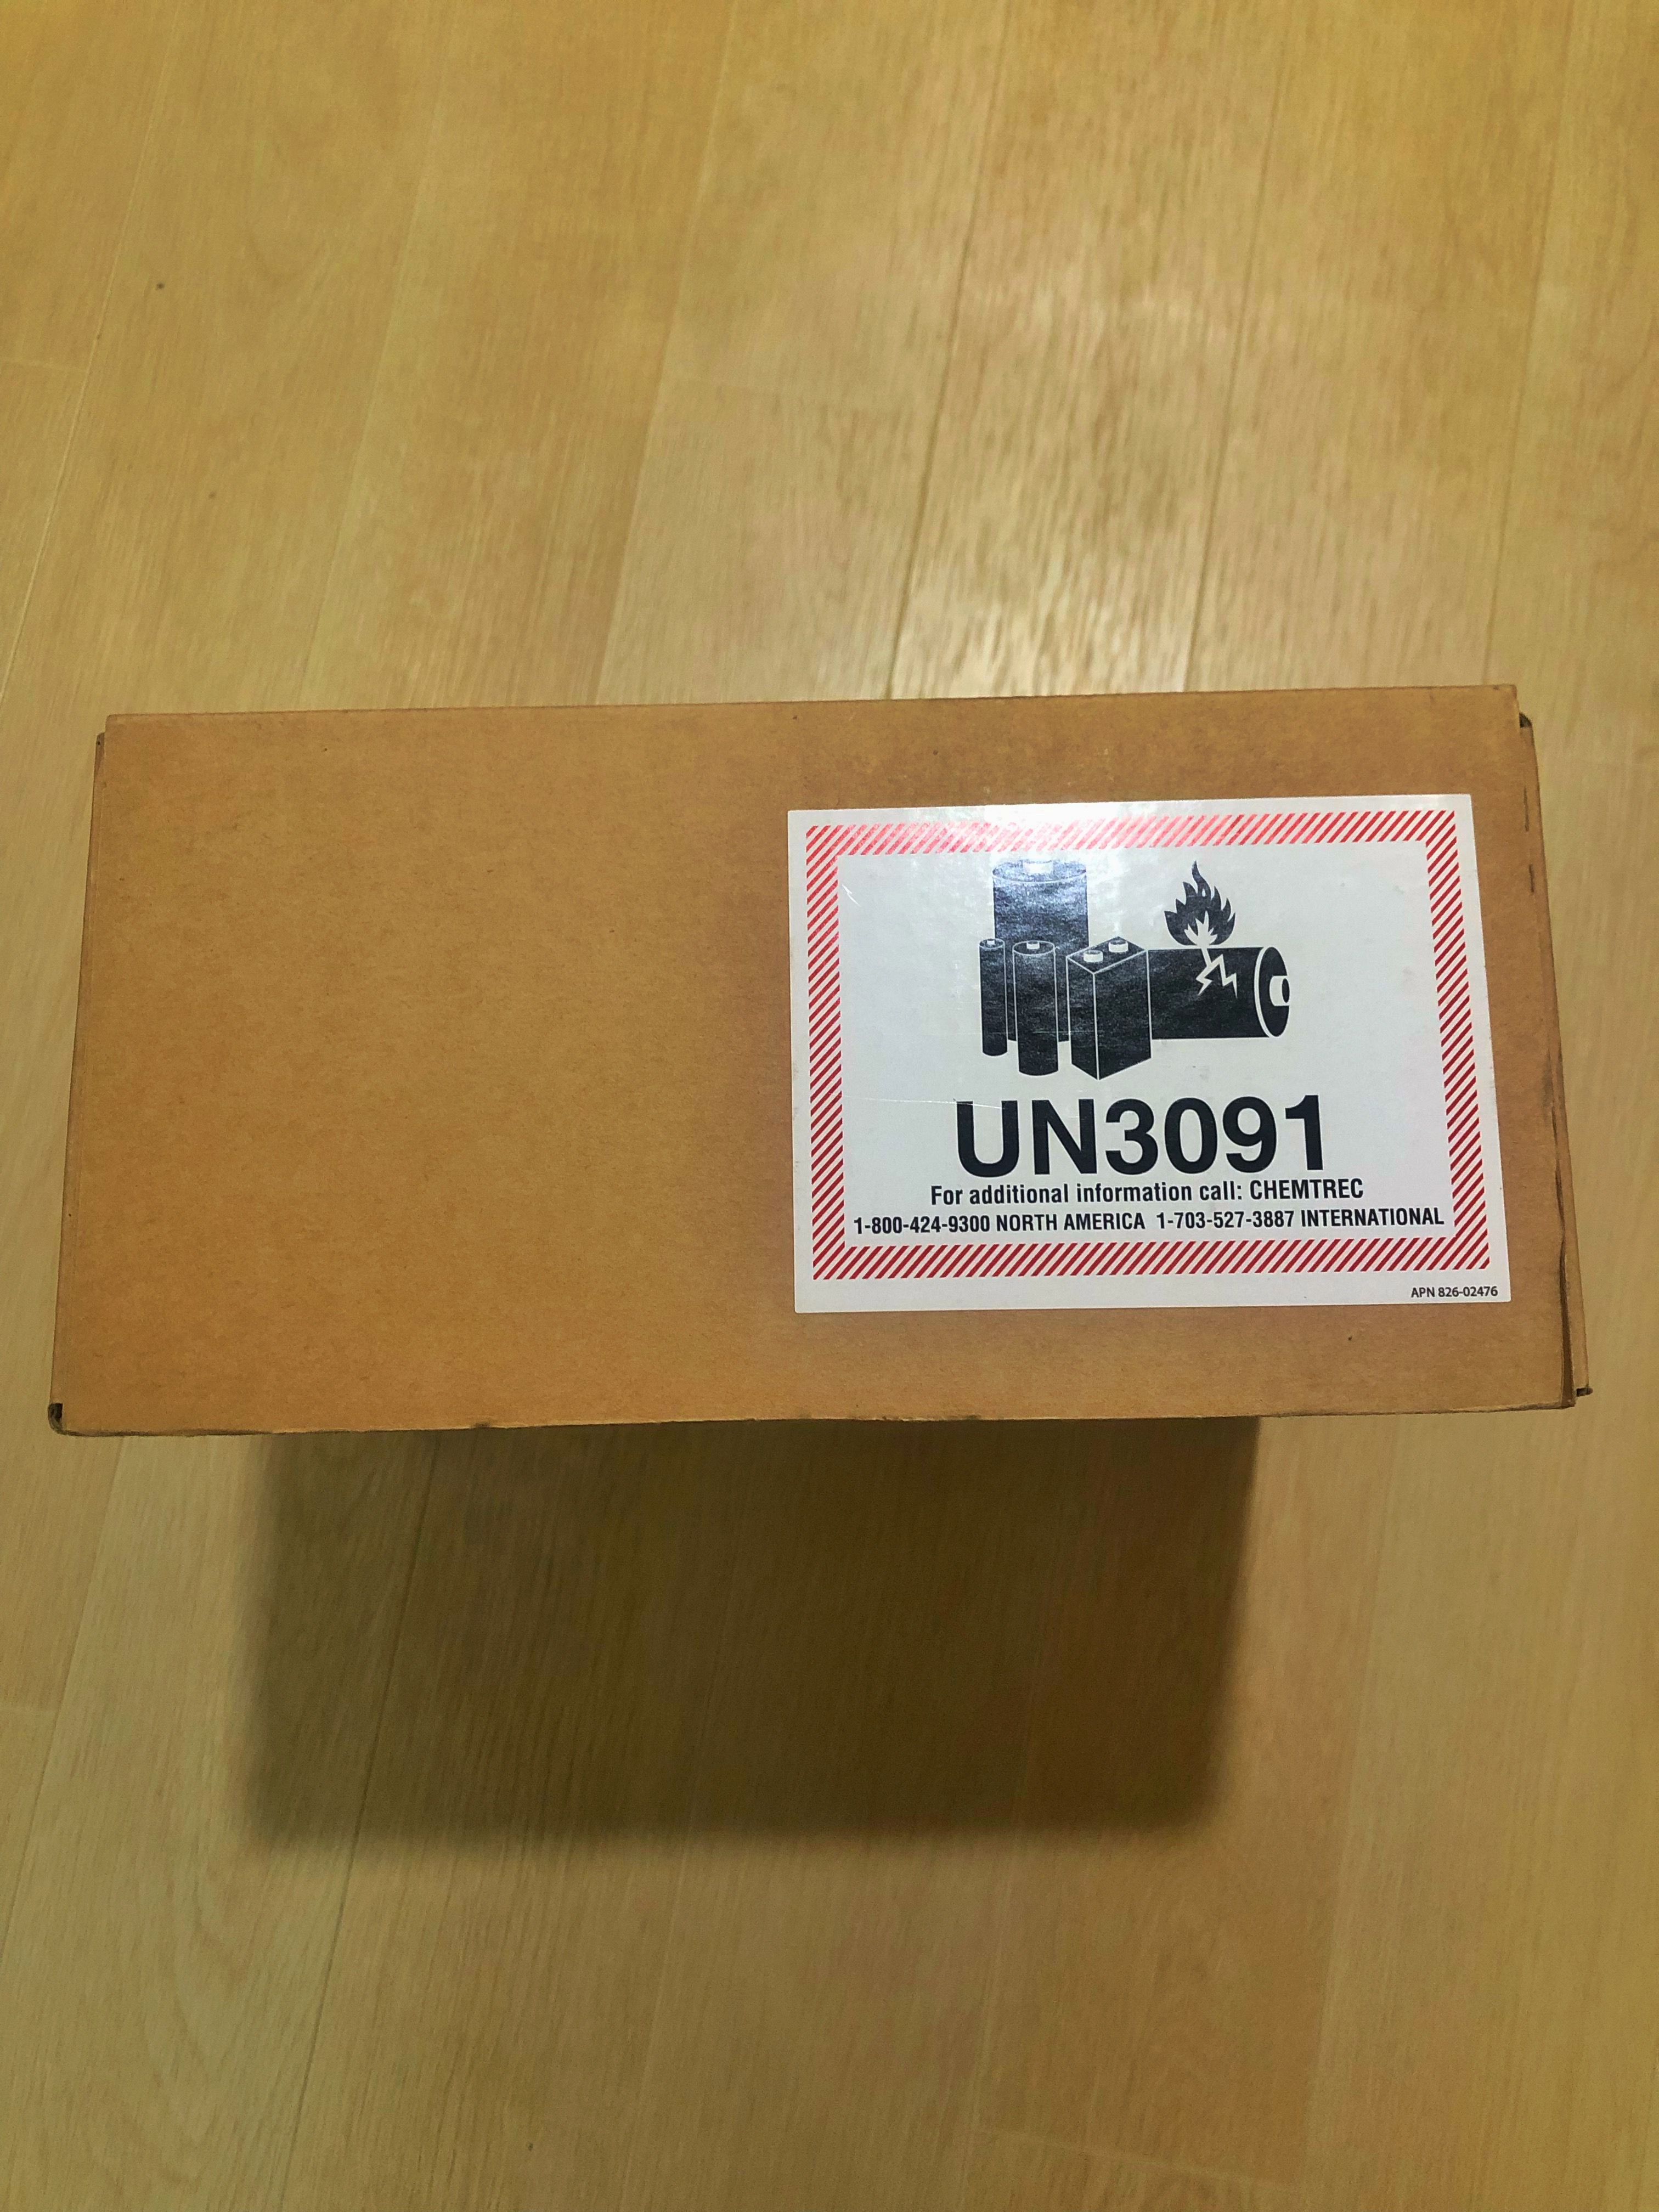 UN3091
For additional information call: CHEMTREC
1-800-424-9300 NORTH AMERICA 1-703-527-3887 INTERNATIONAL
APN 826-02476